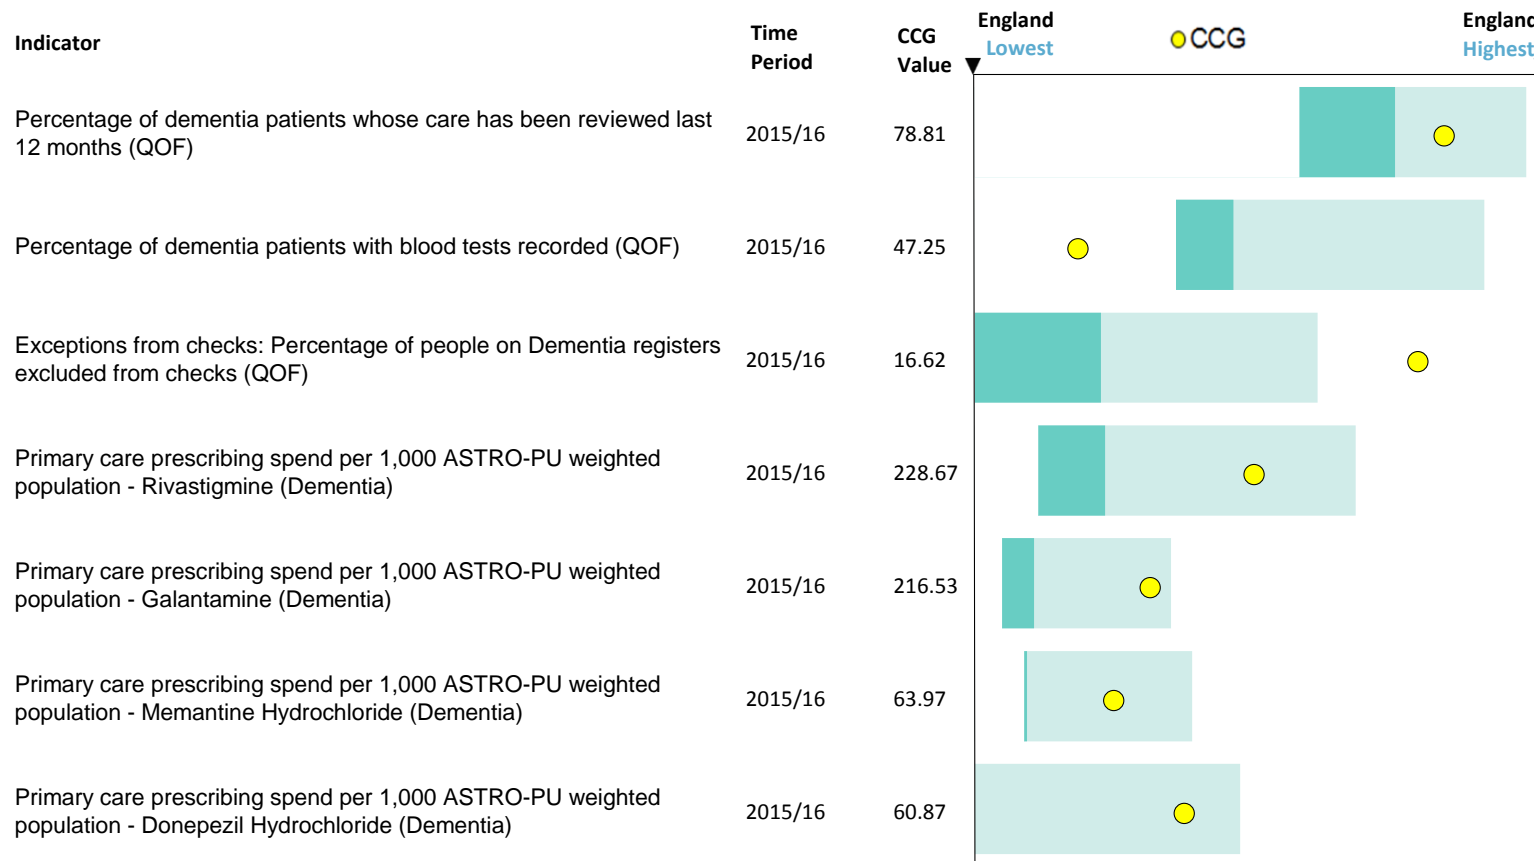 Indicator
Time
Period
CCG
Value
England
Lowest
CCG
England
Highest
Percentage of dementia patients whose care has been reviewed last
12 months (QOF)
2015/16
78.81
Percentage of dementia patients with blood tests recorded (QOF)
2015/16
47.25
Exceptions from checks: Percentage of people on Dementia registers
excluded from checks (QOF)
2015/16
16.62
Primary care prescribing spend per 1,000 ASTRO-PU weighted
population - Rivastigmine (Dementia)
2015/16
228.67
Primary care prescribing spend per 1,000 ASTRO-PU weighted
population - Galantamine (Dementia)
2015/16
216.53
Primary care prescribing spend per 1,000 ASTRO-PU weighted
population - Memantine Hydrochloride (Dementia)
2015/16
63.97
Primary care prescribing spend per 1,000 ASTRO-PU weighted
population - Donepezil Hydrochloride (Dementia)
2015/16
60.87